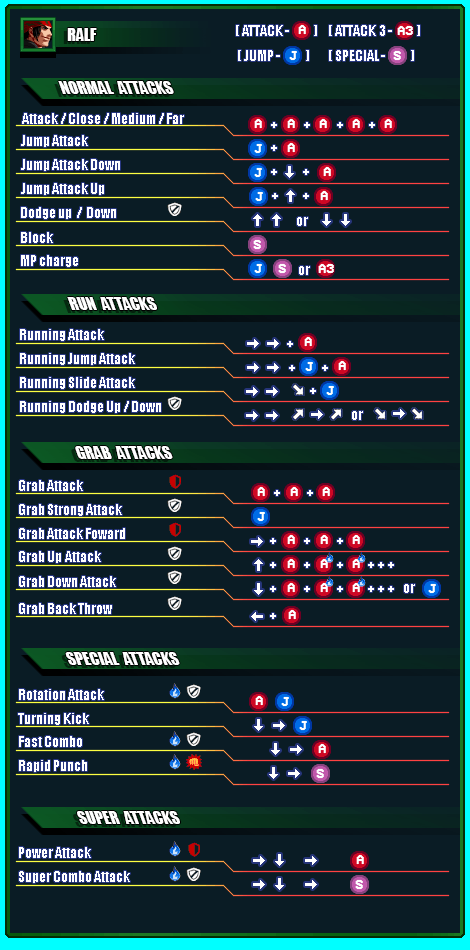 RALF [ ATTACK - A ] [ ATTACK 3 - A3 ]
[ JUMP - J ] [ SPECIAL - S ]
NORMAL ATTACKS
Attack / Close / Medium / Far A + A + A + A + A
Jump Attack J + A
Jump Attack Down J + ↓ + A
Jump Attack Up J + ↑ + A
Dodge up / Down ↑ ↑ or ↓ ↓
Block S
MP charge J S or A3
RUN ATTACKS
Running Attack → → + A
Running Jump Attack → → + J + A
Running Slide Attack → → ↘ + J
Running Dodge Up / Down → → ↗ → ↗ or ↘ → ↘
GRAB ATTACKS
Grab Attack A + A + A
Grab Strong Attack J
Grab Attack Foward → + A + A + A
Grab Up Attack ↑ + A + A + A + + +
Grab Down Attack ↓ + A + A + A + + + or J
Grab Back Throw ← + A
SPECIAL ATTACKS
Rotation Attack A J
Turning Kick ↓ → J
Fast Combo ↓ → A
Rapid Punch ↓ → S
SUPER ATTACKS
Power Attack → ↓ → A
Super Combo Attack → ↓ → S